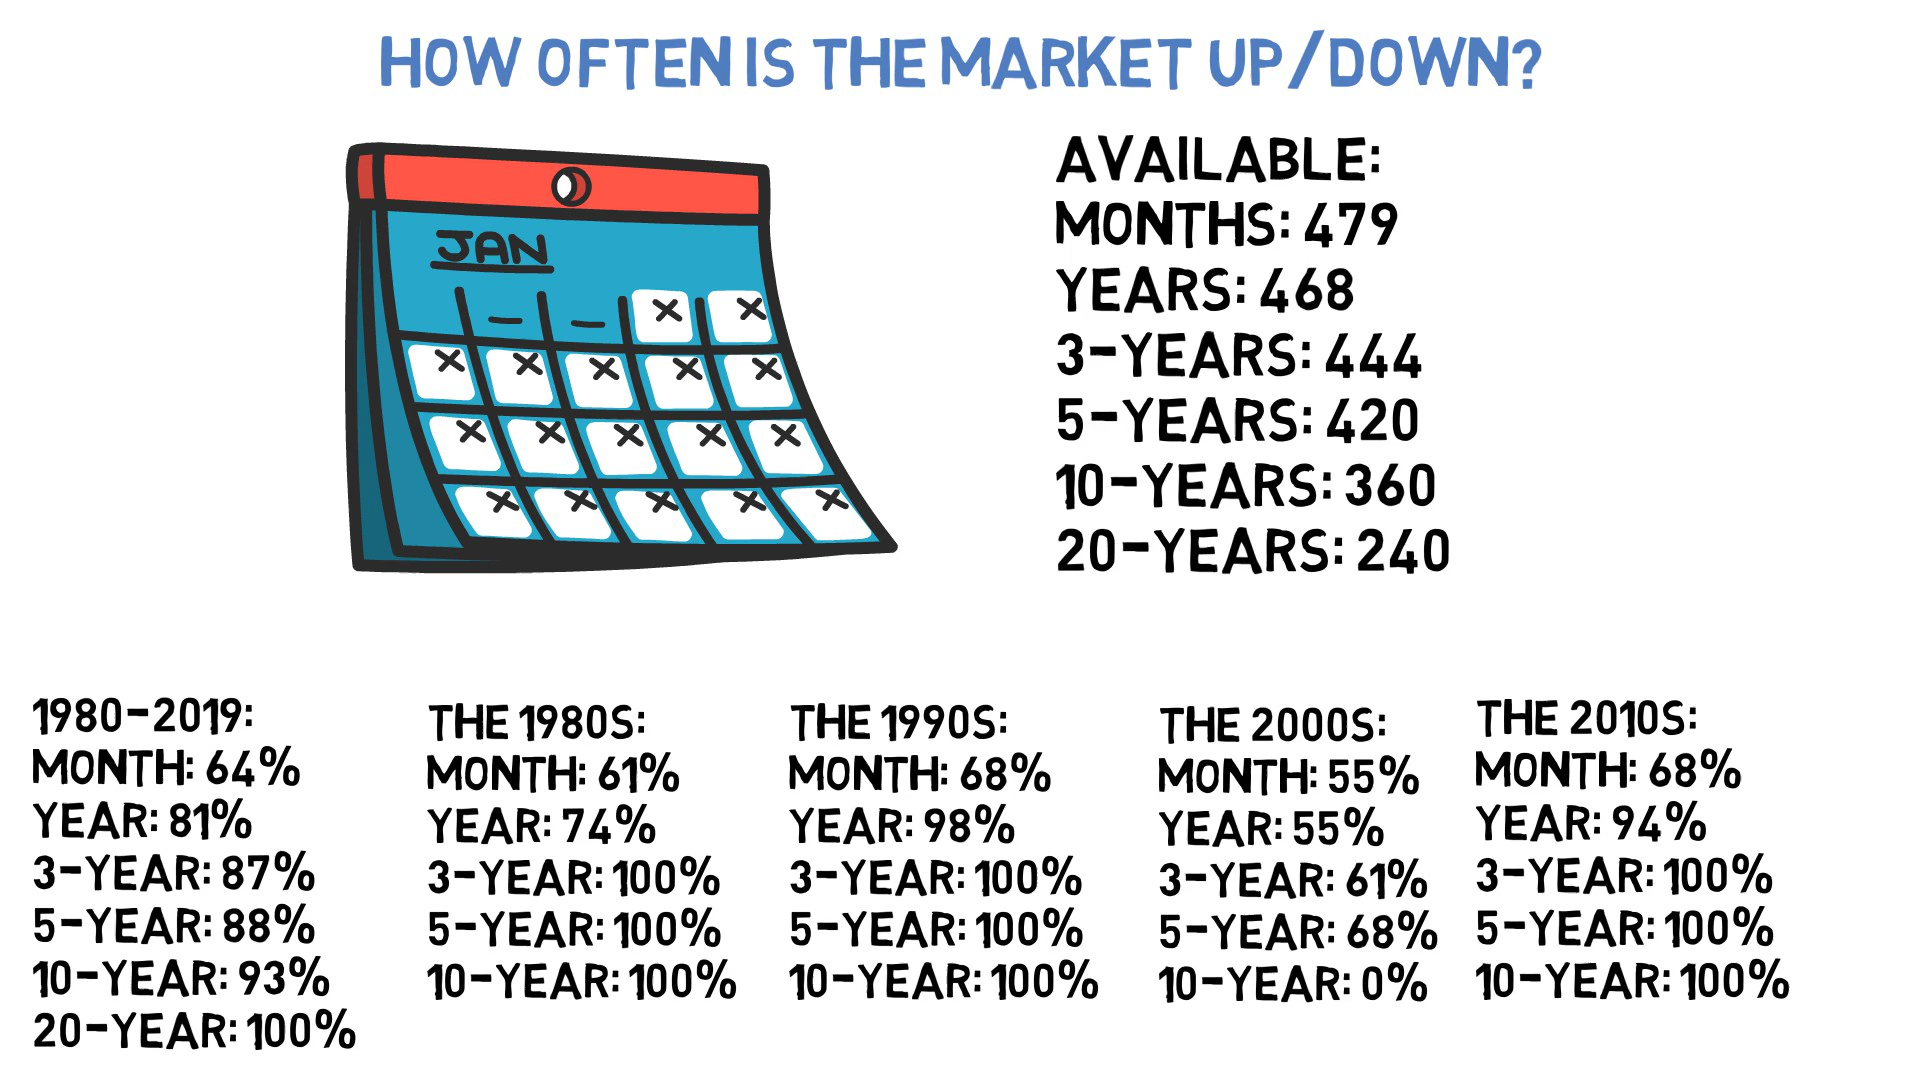 HOW OFTEN IS THE MARKET UP/DOWN?
JAN
AVAILABLE:
MONTHS: 479
YEARS: 468
3-YEARS: 444
5-YEARS: 420
10-YEARS: 360
20-YEARS: 240
1980-2019:
MONTH: 64%
YEAR: 81%
3-YEAR: 87%
5-YEAR: 88%
10-YEAR: 93%
20-YEAR: 100%
THE 1980S:
MONTH: 61%
YEAR: 74%
3-YEAR: 100%
5-YEAR: 100%
10-YEAR: 100%
THE 1990S:
MONTH: 68%
YEAR: 98%
3-YEAR: 100%
5-YEAR: 100%
10-YEAR: 100%
THE 2000S:
MONTH: 55%
YEAR: 55%
3-YEAR: 61%
5-YEAR: 68%
10-YEAR: 0%
THE 2010S:
MONTH: 68%
YEAR: 94%
3-YEAR: 100%
5-YEAR: 100%
10-YEAR: 100%